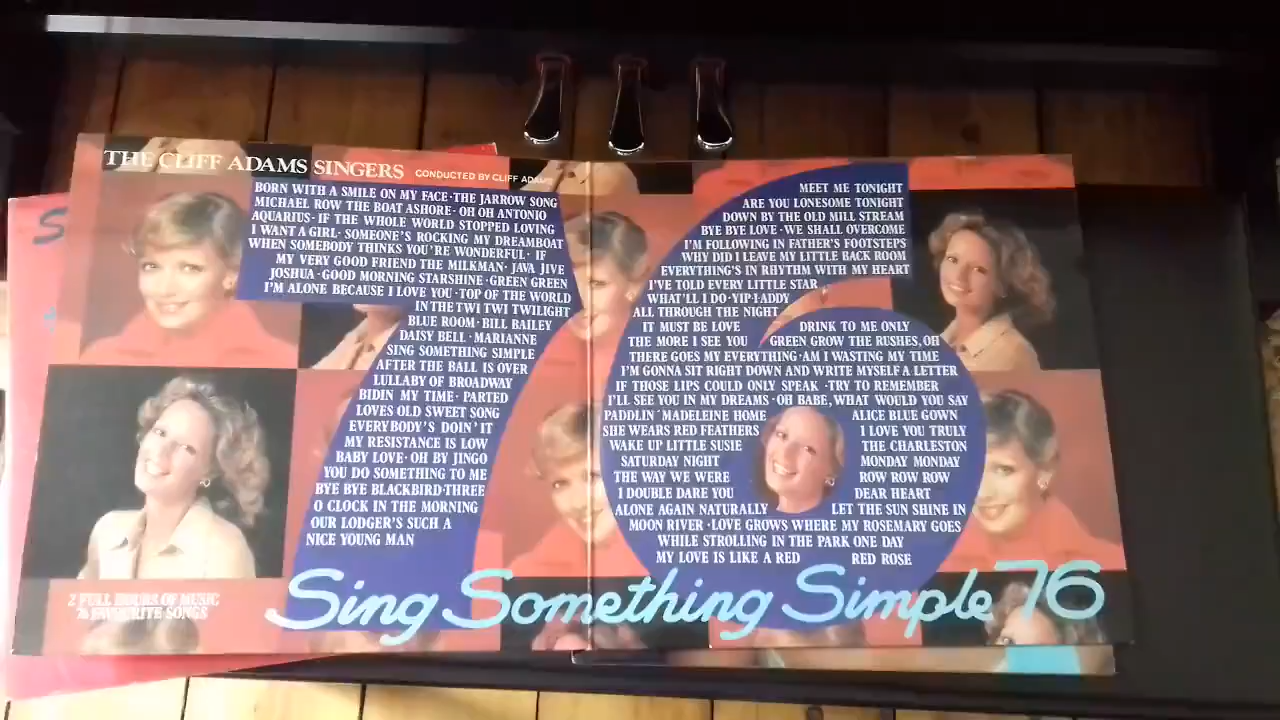 THE CLIFF ADAMS SINGERS CONDUCTED BY CLIFF ADAMS
BORN WITH A SMILE ON MY FACE·THE JARROW SONG
MICHAEL ROW THE BOAT ASHORE·OH OH ANTONIO
AQUARIUS·IF THE WHOLE WORLD STOPPED LOVING
I WANT A GIRL·SOMEONE'S ROCKING MY DREAMBOAT
WHEN SOMEBODY THINKS YOU'RE WONDERFUL·IF
MY VERY GOOD FRIEND THE MILKMAN·JAVA JIVE
JOSHUA·GOOD MORNING STARSHINE·GREEN GREEN
I'M ALONE BECAUSE I LOVE YOU·TOP OF THE WORLD
IN THE TWI TWI TWILIGHT
BLUE ROOM·BILL BAILEY
DAISY BELL·MARIANNE
SING SOMETHING SIMPLE
AFTER THE BALL IS OVER
LULLABY OF BROADWAY
BIDIN MY TIME·PARTED
LOVES OLD SWEET SONG
EVERYBODY'S DOIN' IT
MY RESISTANCE IS LOW
BABY LOVE·OH BY JINGO
YOU DO SOMETHING TO ME
BYE BYE BLACKBIRD·THREE
O CLOCK IN THE MORNING
OUR LODGER'S SUCH A
NICE YOUNG MAN
MEET ME TONIGHT
ARE YOU LONESOME TONIGHT
DOWN BY THE OLD MILL STREAM
BYE BYE LOVE·WE SHALL OVERCOME
I'M FOLLOWING IN FATHER'S FOOTSTEPS
WHY DID I LEAVE MY LITTLE BACK ROOM
EVERYTHING'S IN RHYTHM WITH MY HEART
I'VE TOLD EVERY LITTLE STAR
WHAT'LL I DO·YIP-I-ADDY
ALL THROUGH THE NIGHT
IT MUST BE LOVE DRINK TO ME ONLY
THE MORE I SEE YOU GREEN GROW THE RUSHES, OH
THERE GOES MY EVERYTHING·AM I WASTING MY TIME
I'M GONNA SIT RIGHT DOWN AND WRITE MYSELF A LETTER
IF THOSE LIPS COULD ONLY SPEAK·TRY TO REMEMBER
I'LL SEE YOU IN MY DREAMS·OH BABE, WHAT WOULD YOU SAY
PADDLIN' MADELEINE HOME ALICE BLUE GOWN
SHE WEARS RED FEATHERS I LOVE YOU TRULY
WAKE UP LITTLE SUSIE THE CHARLESTON
SATURDAY NIGHT MONDAY MONDAY
THE WAY WE WERE ROW ROW ROW
I DOUBLE DARE YOU DEAR HEART
ALONE AGAIN NATURALLY LET THE SUN SHINE IN
MOON RIVER·LOVE GROWS WHERE MY ROSEMARY GOES
WHILE STROLLING IN THE PARK ONE DAY
MY LOVE IS LIKE A RED RED ROSE
2 FULL HOURS OF MUSIC
76 FAVOURITE SONGS
Sing Something Simple 76